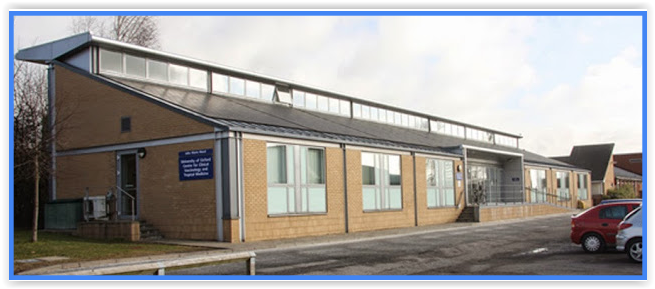 University of Oxford
Centre for Clinical
Vaccinology and
Tropical Medicine